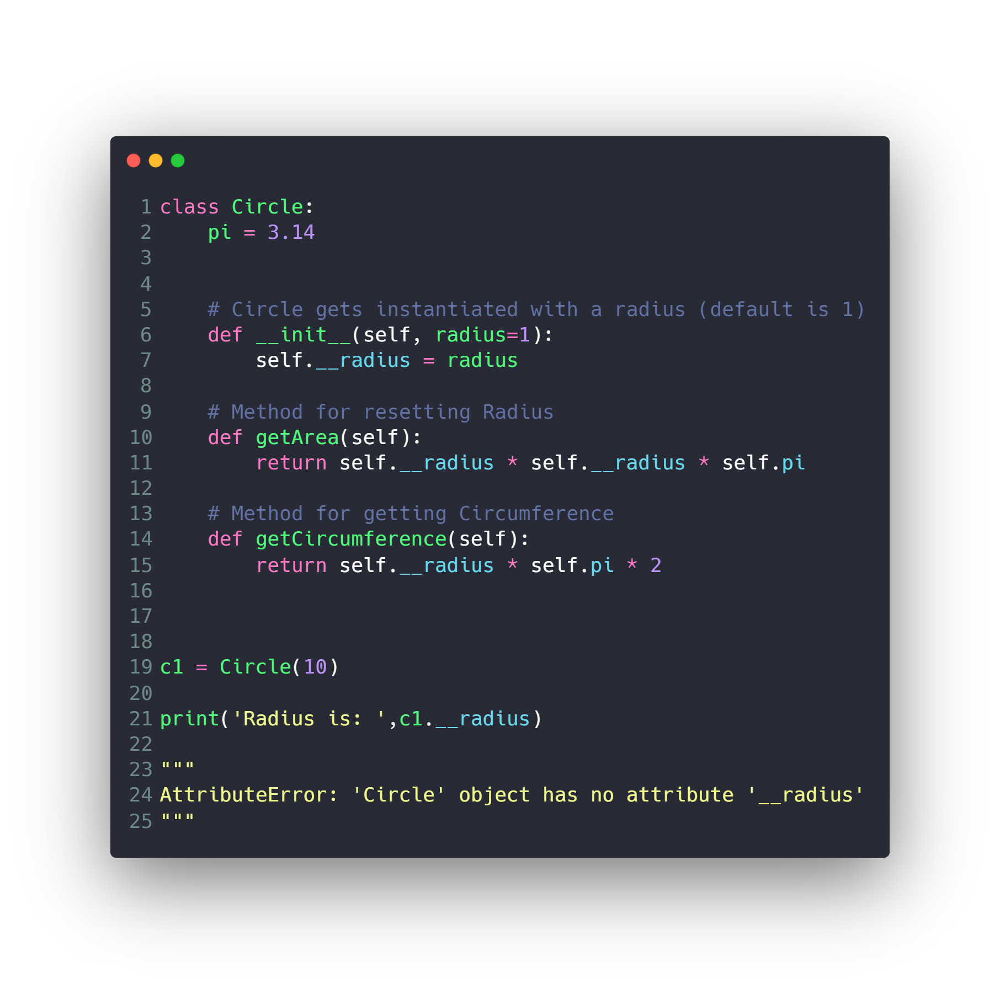 1 class Circle:
2     pi = 3.14
3
4
5     # Circle gets instantiated with a radius (default is 1)
6     def __init__(self, radius=1):
7         self.__radius = radius
8
9     # Method for resetting Radius
10     def getArea(self):
11         return self.__radius * self.__radius * self.pi
12
13     # Method for getting Circumference
14     def getCircumference(self):
15         return self.__radius * self.pi * 2
16
17
18
19 c1 = Circle(10)
20
21 print('Radius is: ',c1.__radius)
22
23 """
24 AttributeError: 'Circle' object has no attribute '__radius'
25 """